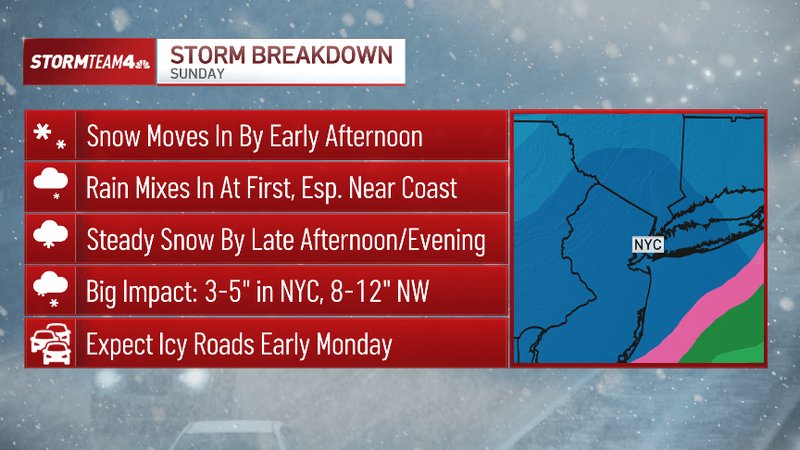 STORMTEAM4
STORM BREAKDOWN
SUNDAY
Snow Moves In By Early Afternoon
Rain Mixes In At First, Esp. Near Coast
Steady Snow By Late Afternoon/Evening
Big Impact: 3-5" in NYC, 8-12" NW
Expect Icy Roads Early Monday
NYC